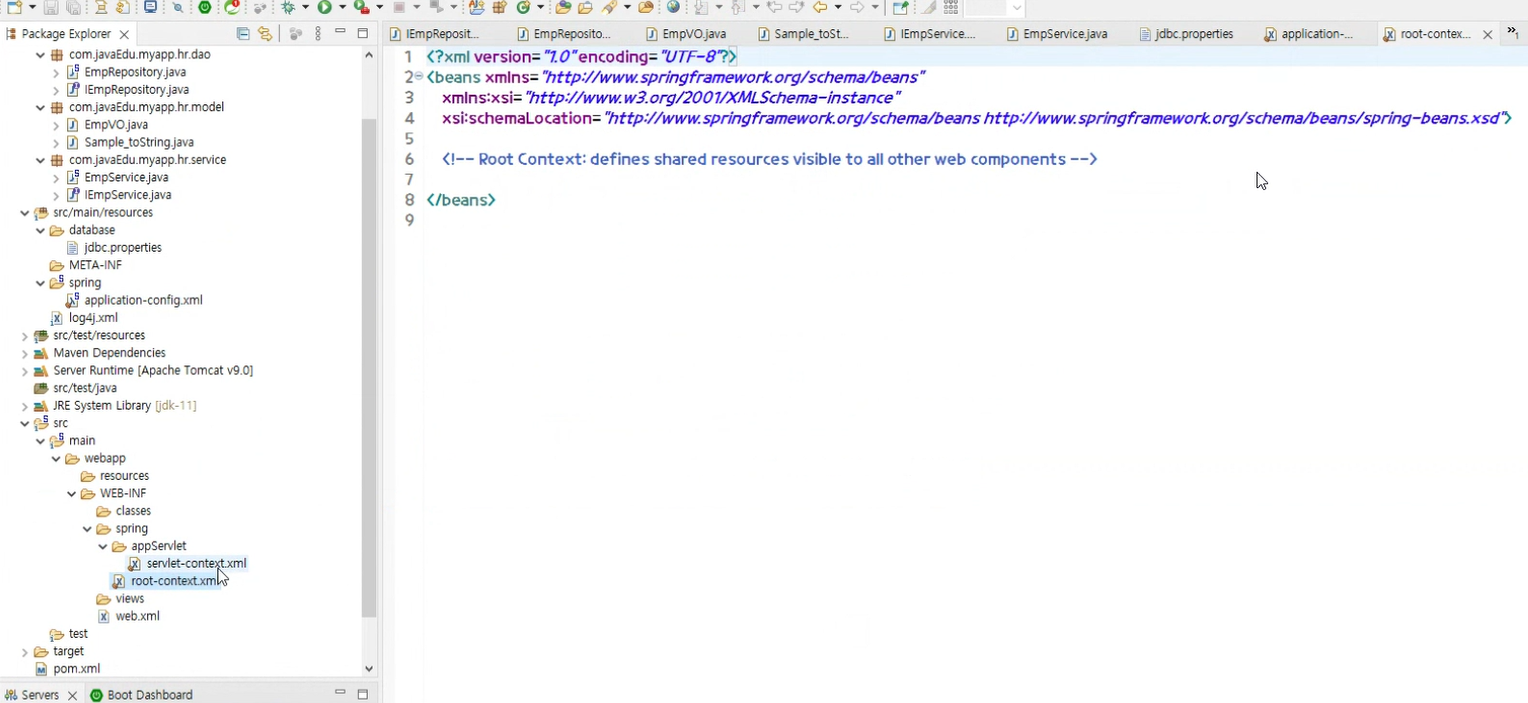 Package Explorer
IEmpReposit...
EmpReposito...
EmpVO.java
Sample_toSt...
IEmpService....
EmpService.java
jdbc.properties
application-...
root-contex...
»1
com.javaEdu.myapp.hr.dao
EmpRepository.java
IEmpRepository.java
com.javaEdu.myapp.hr.model
EmpVO.java
Sample_toString.java
com.javaEdu.myapp.hr.service
EmpService.java
IEmpService.java
src/main/resources
database
jdbc.properties
META-INF
spring
application-config.xml
log4j.xml
src/test/resources
Maven Dependencies
Server Runtime [Apache Tomcat v9.0]
src/test/java
JRE System Library [jdk-11]
src
main
webapp
resources
WEB-INF
classes
spring
appServlet
servlet-context.xml
root-context.xml
views
web.xml
test
target
pom.xml
Servers
Boot Dashboard
1 <?xml version="1.0" encoding="UTF-8"?>
2 <beans xmlns="http://www.springframework.org/schema/beans"
3 xmlns:xsi="http://www.w3.org/2001/XMLSchema-instance"
4 xsi:schemaLocation="http://www.springframework.org/schema/beans http://www.springframework.org/schema/beans/spring-beans.xsd">
5
6 <!-- Root Context: defines shared resources visible to all other web components -->
7
8 </beans>
9